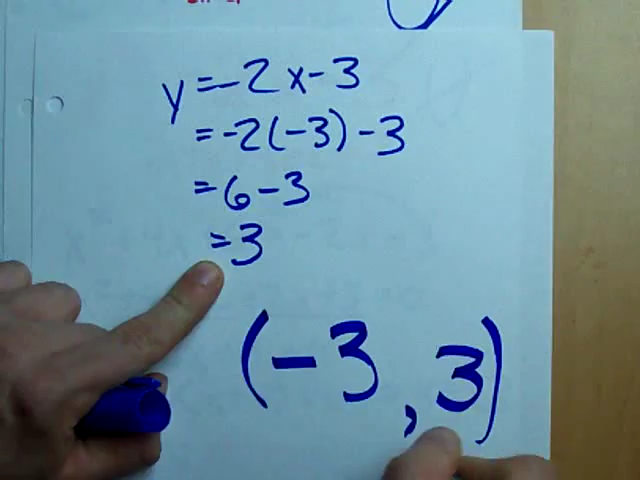 y=-2x-3
=-2(-3)-3
=6-3
=3
(-3,3)